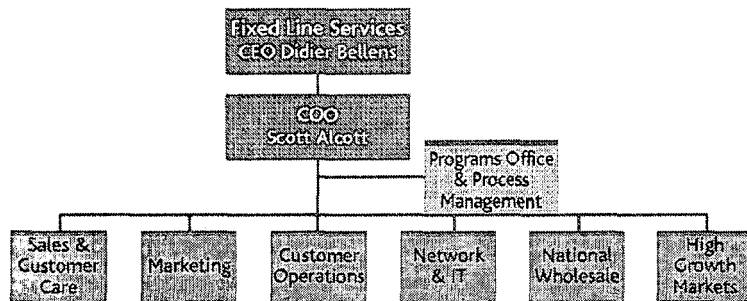 Fixed Line Services
CEO Didier Bellens
COO
Scott Alcott
Programs Office
& Process
Management
Sales &
Customer
Care
Marketing
Customer
Operations
Network
& IT
National
Wholesale
High
Growth
Markets